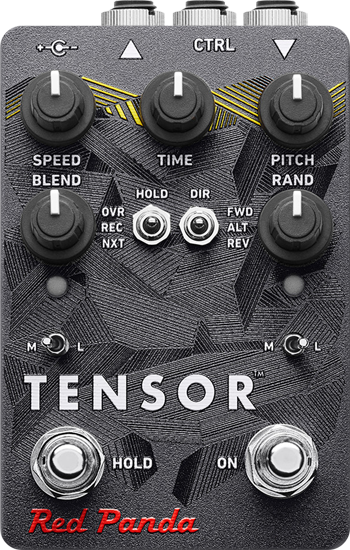 CTRL
SPEED TIME PITCH
BLEND HOLD DIR RAND
OVR FWD
REC ALT
NXT REV
M L M L
TENSOR™
HOLD ON
Red Panda